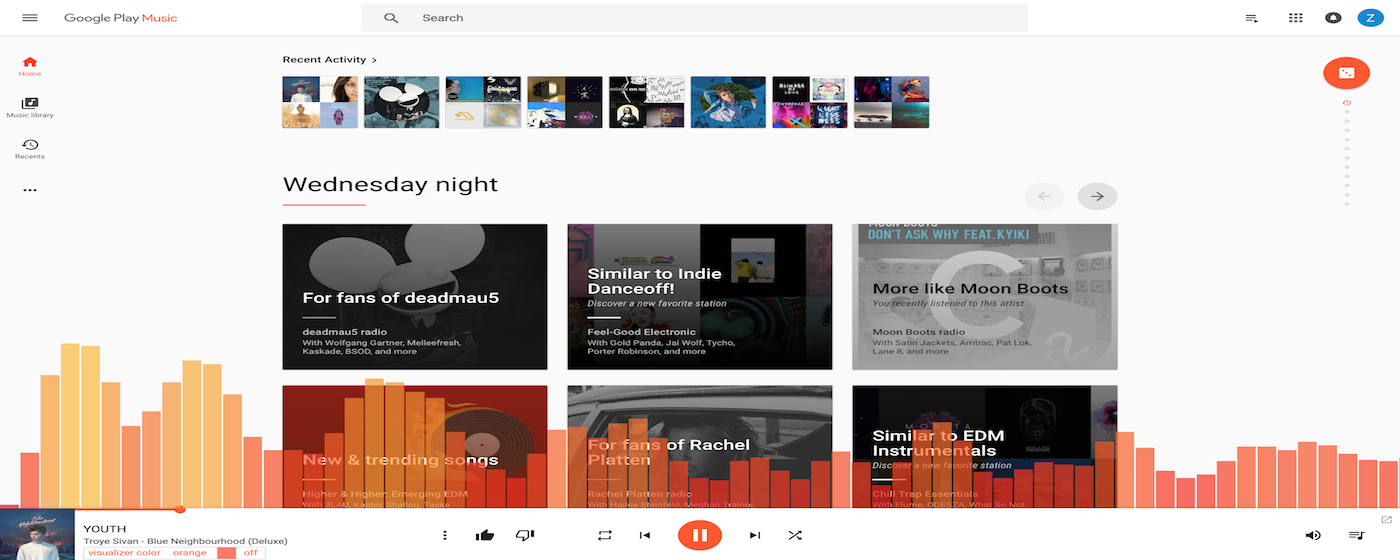 Google Play Music
Search
Z
Home
Music library
Recents
Recent Activity >
Wednesday night
For fans of deadmau5
deadmau5 radio
With Wolfgang Gartner, Melleefresh,
Kaskade, BSOD, and more
Similar to Indie
Danceoff!
Discover a new favorite station
Feel-Good Electronic
With Gold Panda, Jai Wolf, Tycho,
Porter Robinson, and more
MOON BOOTS
DON'T ASK WHY FEAT.KYIKI
More like Moon Boots
You recently listened to this artist
Moon Boots radio
With Satin Jackets, Amtrac, Pat Lok,
Lane 8, and more
New & trending songs
Higher & Higher: Emerging EDM
With 3LAU, Kasbo, Shallou, Taska
For fans of Rachel
Platten
Rachel Platten radio
With Hailee Steinfeld, Meghan Trainor,
Similar to EDM
Instrumentals
Discover a new favorite station
Chill Trap Essentials
With Flume, ODESZA, What So Not,
YOUTH
Troye Sivan - Blue Neighbourhood (Deluxe)
visualizer color orange off